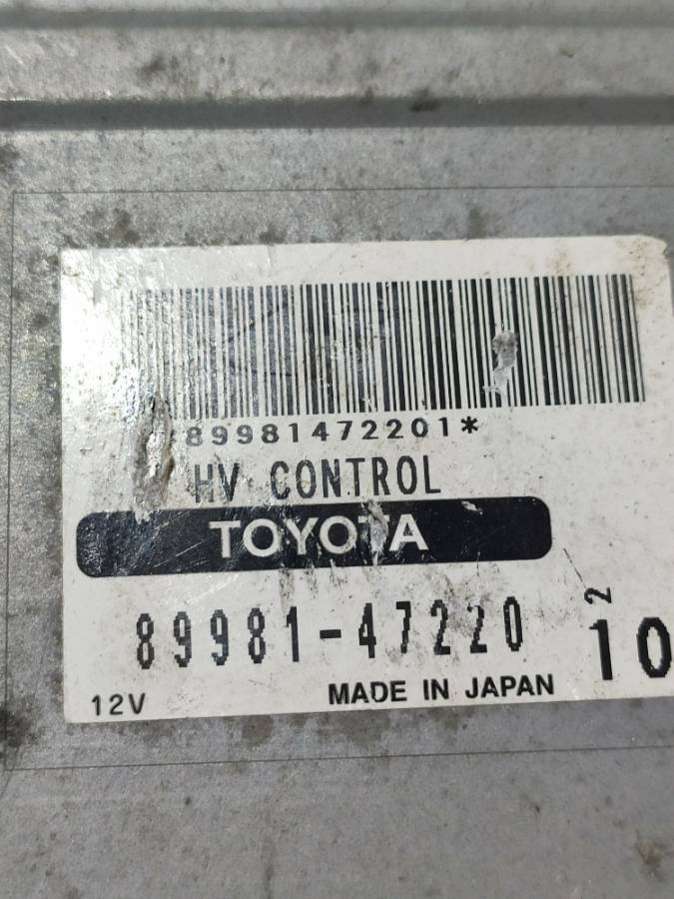 89981472201*
HV CONTROL
TOYOTA
89981-47220
2
10
12V
MADE IN JAPAN